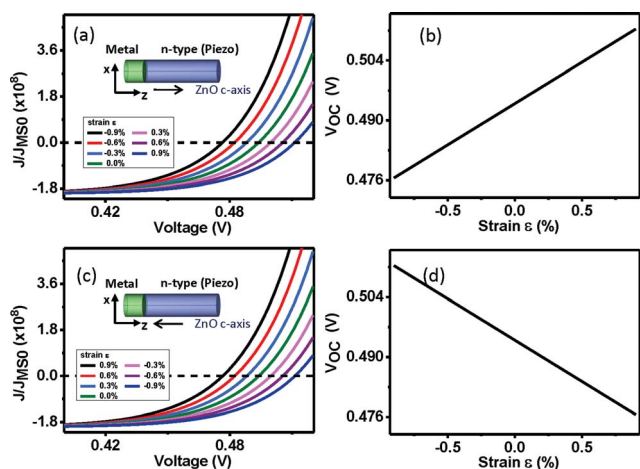 (a)
Metal
n-type (Piezo)
x
z
ZnO c-axis
strain ε
-0.9%
0.3%
-0.6%
0.6%
-0.3%
0.9%
0.0%
J/J_MS0 (x10⁸)
3.6
1.8
0.0
-1.8
0.42
0.48
Voltage (V)
(b)
V_OC (V)
0.504
0.490
0.476
-0.5
0.0
0.5
Strain ε (%)
(c)
Metal
n-type (Piezo)
x
z
ZnO c-axis
strain ε
0.9%
-0.3%
0.6%
-0.6%
0.3%
-0.9%
0.0%
J/J_MS0 (x10⁸)
3.6
1.8
0.0
-1.8
0.42
0.48
Voltage (V)
(d)
V_OC (V)
0.504
0.490
0.476
-0.5
0.0
0.5
Strain ε (%)